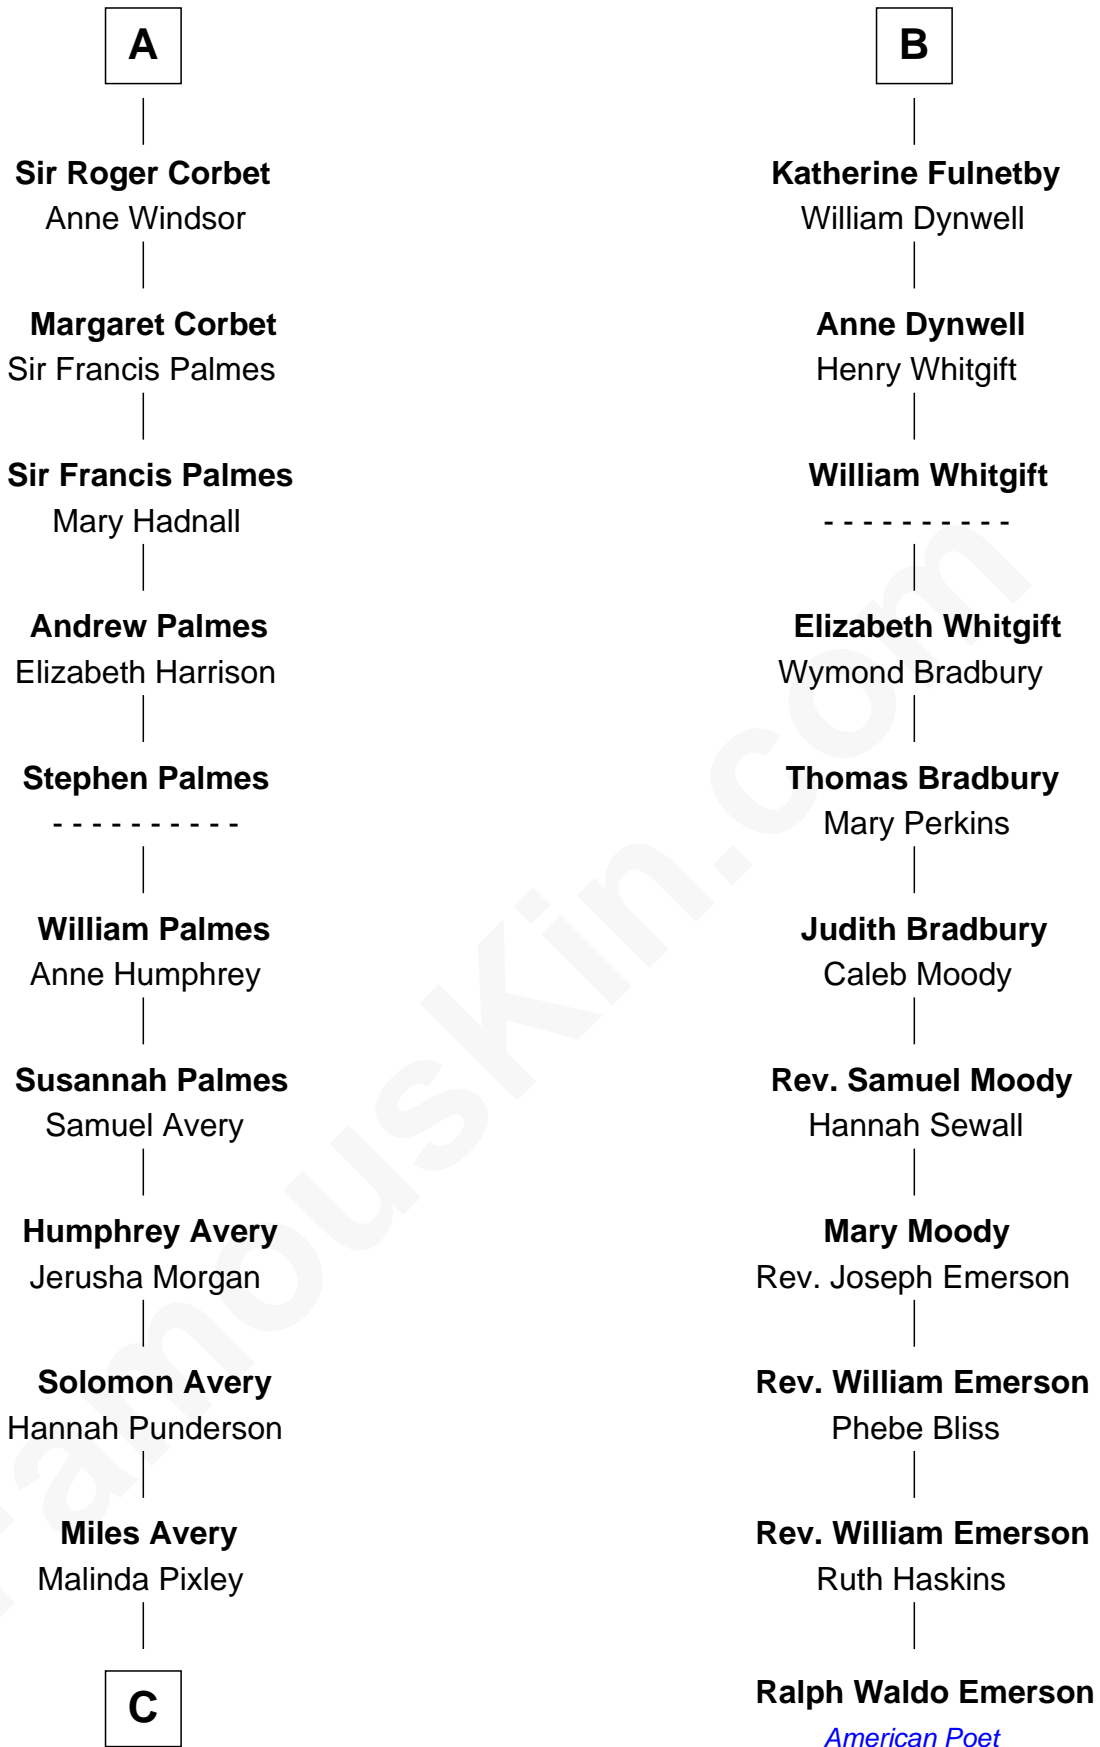 A
Sir Roger Corbet
Anne Windsor
Margaret Corbet
Sir Francis Palmes
Sir Francis Palmes
Mary Hadnall
Andrew Palmes
Elizabeth Harrison
Stephen Palmes
- - - - - - - - - -
William Palmes
Anne Humphrey
Susannah Palmes
Samuel Avery
Humphrey Avery
Jerusha Morgan
Solomon Avery
Hannah Punderson
Miles Avery
Malinda Pixley
C
B
Katherine Fulnetby
William Dynwell
Anne Dynwell
Henry Whitgift
William Whitgift
- - - - - - - - - -
Elizabeth Whitgift
Wymond Bradbury
Thomas Bradbury
Mary Perkins
Judith Bradbury
Caleb Moody
Rev. Samuel Moody
Hannah Sewall
Mary Moody
Rev. Joseph Emerson
Rev. William Emerson
Phebe Bliss
Rev. William Emerson
Ruth Haskins
Ralph Waldo Emerson
American Poet
FamousKin.com